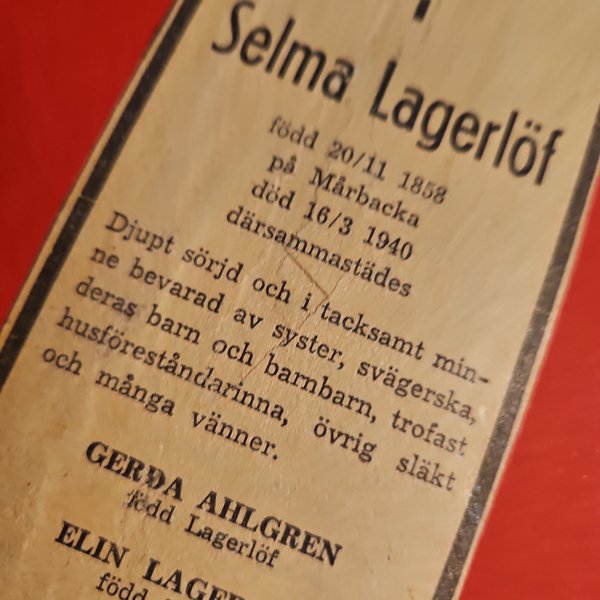 Selma Lagerlöf
född 20/11 1858
på Mårbacka
död 16/3 1940
därsammastädes
Djupt sörjd och i tacksamt min-
ne bevarad av syster, svägerska,
deras barn och barnbarn, trofast
husföreståndarinna, övrig släkt
och många vänner.
GERDA AHLGREN
född Lagerlöf
ELIN
född